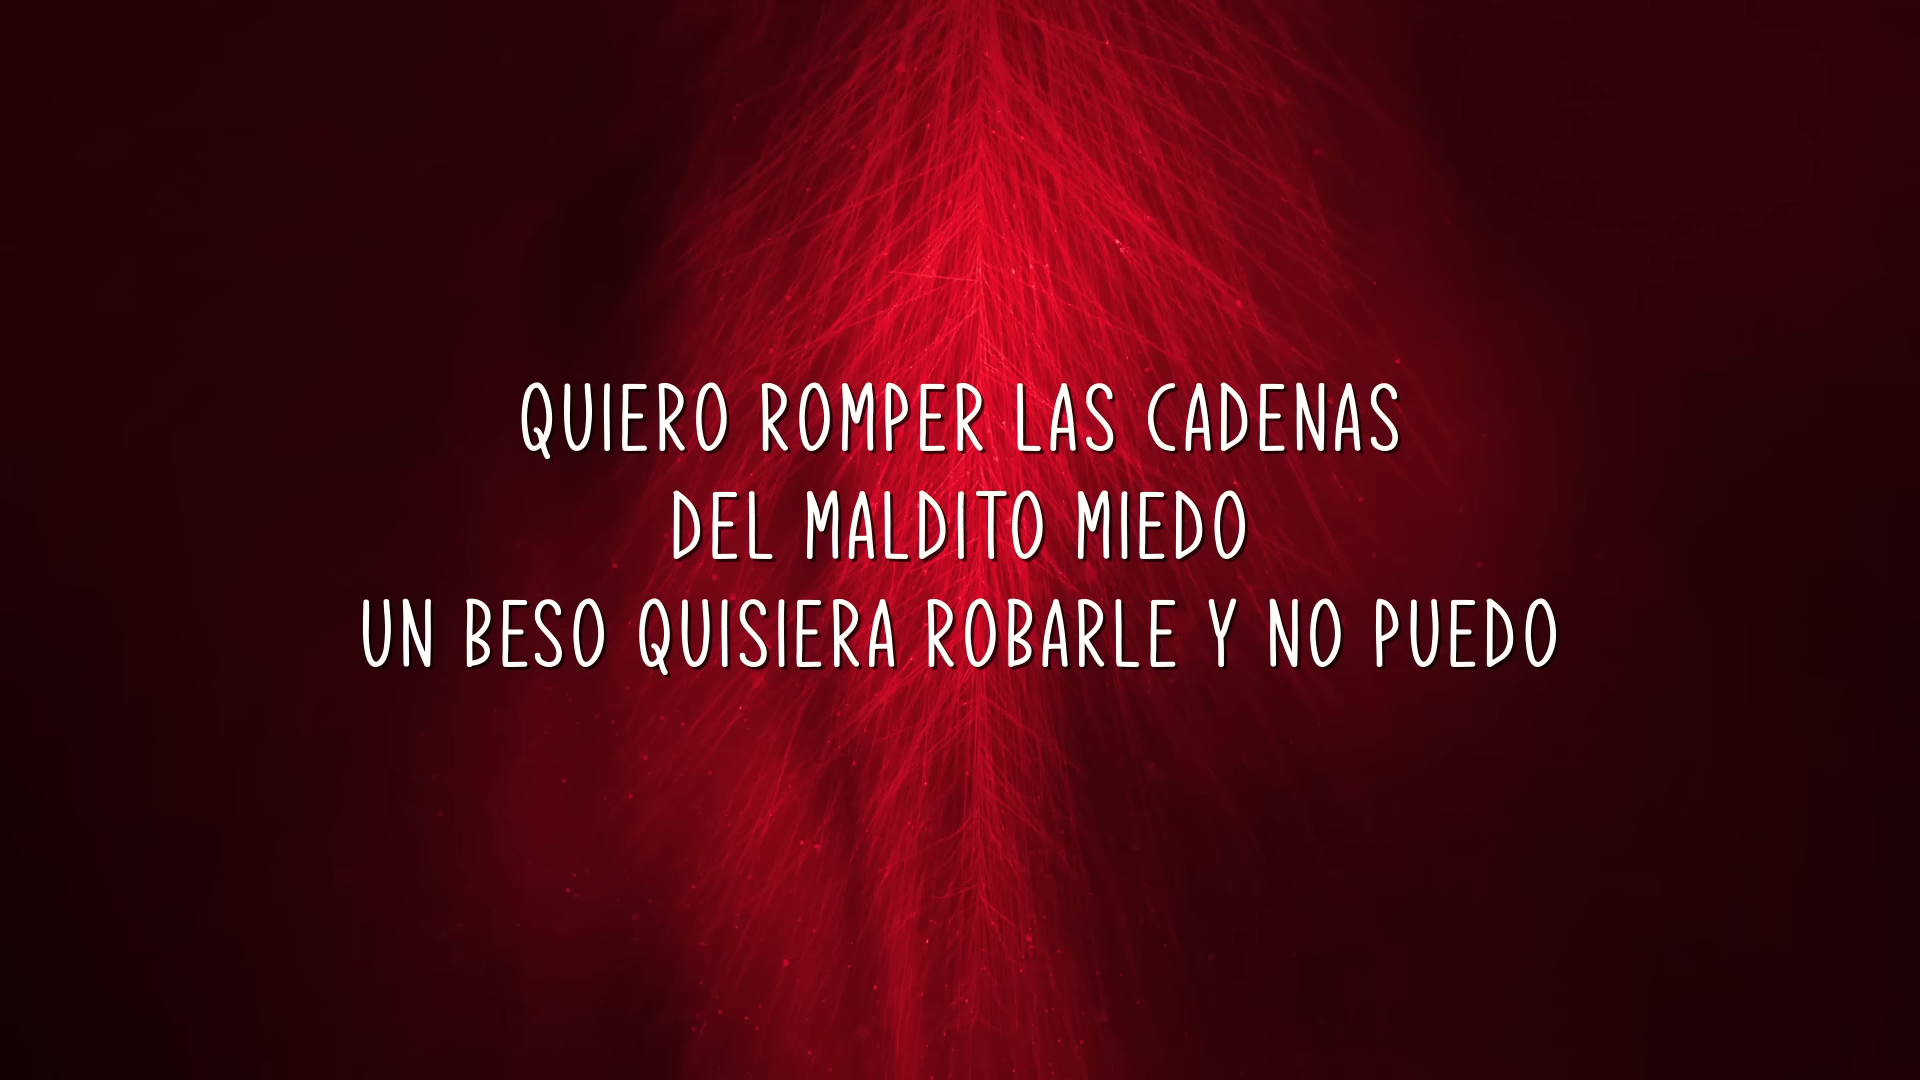 QUIERO ROMPER LAS CADENAS
DEL MALDITO MIEDO
UN BESO QUISIERA ROBARLE Y NO PUEDO